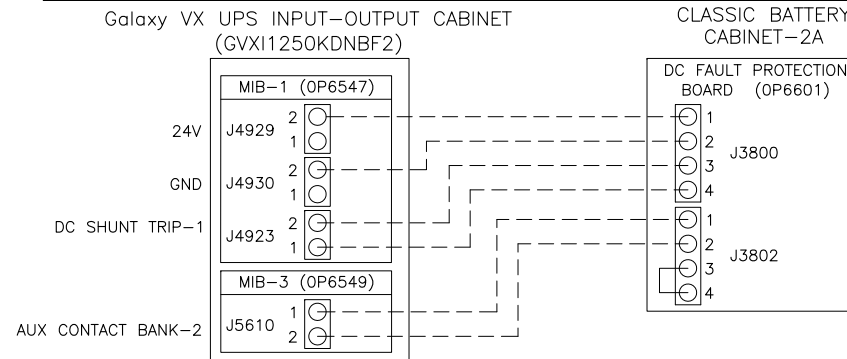 Galaxy VX UPS INPUT-OUTPUT CABINET
(GVXI1250KDNBF2)
CLASSIC BATTERY
CABINET-2A
MIB-1 (0P6547)
24V
J4929
2
1
GND
J4930
2
1
DC SHUNT TRIP-1
J4923
2
1
MIB-3 (0P6549)
AUX CONTACT BANK-2
J5610
1
2
DC FAULT PROTECTION
BOARD (0P6601)
1
2
3
4
J3800
1
2
3
4
J3802